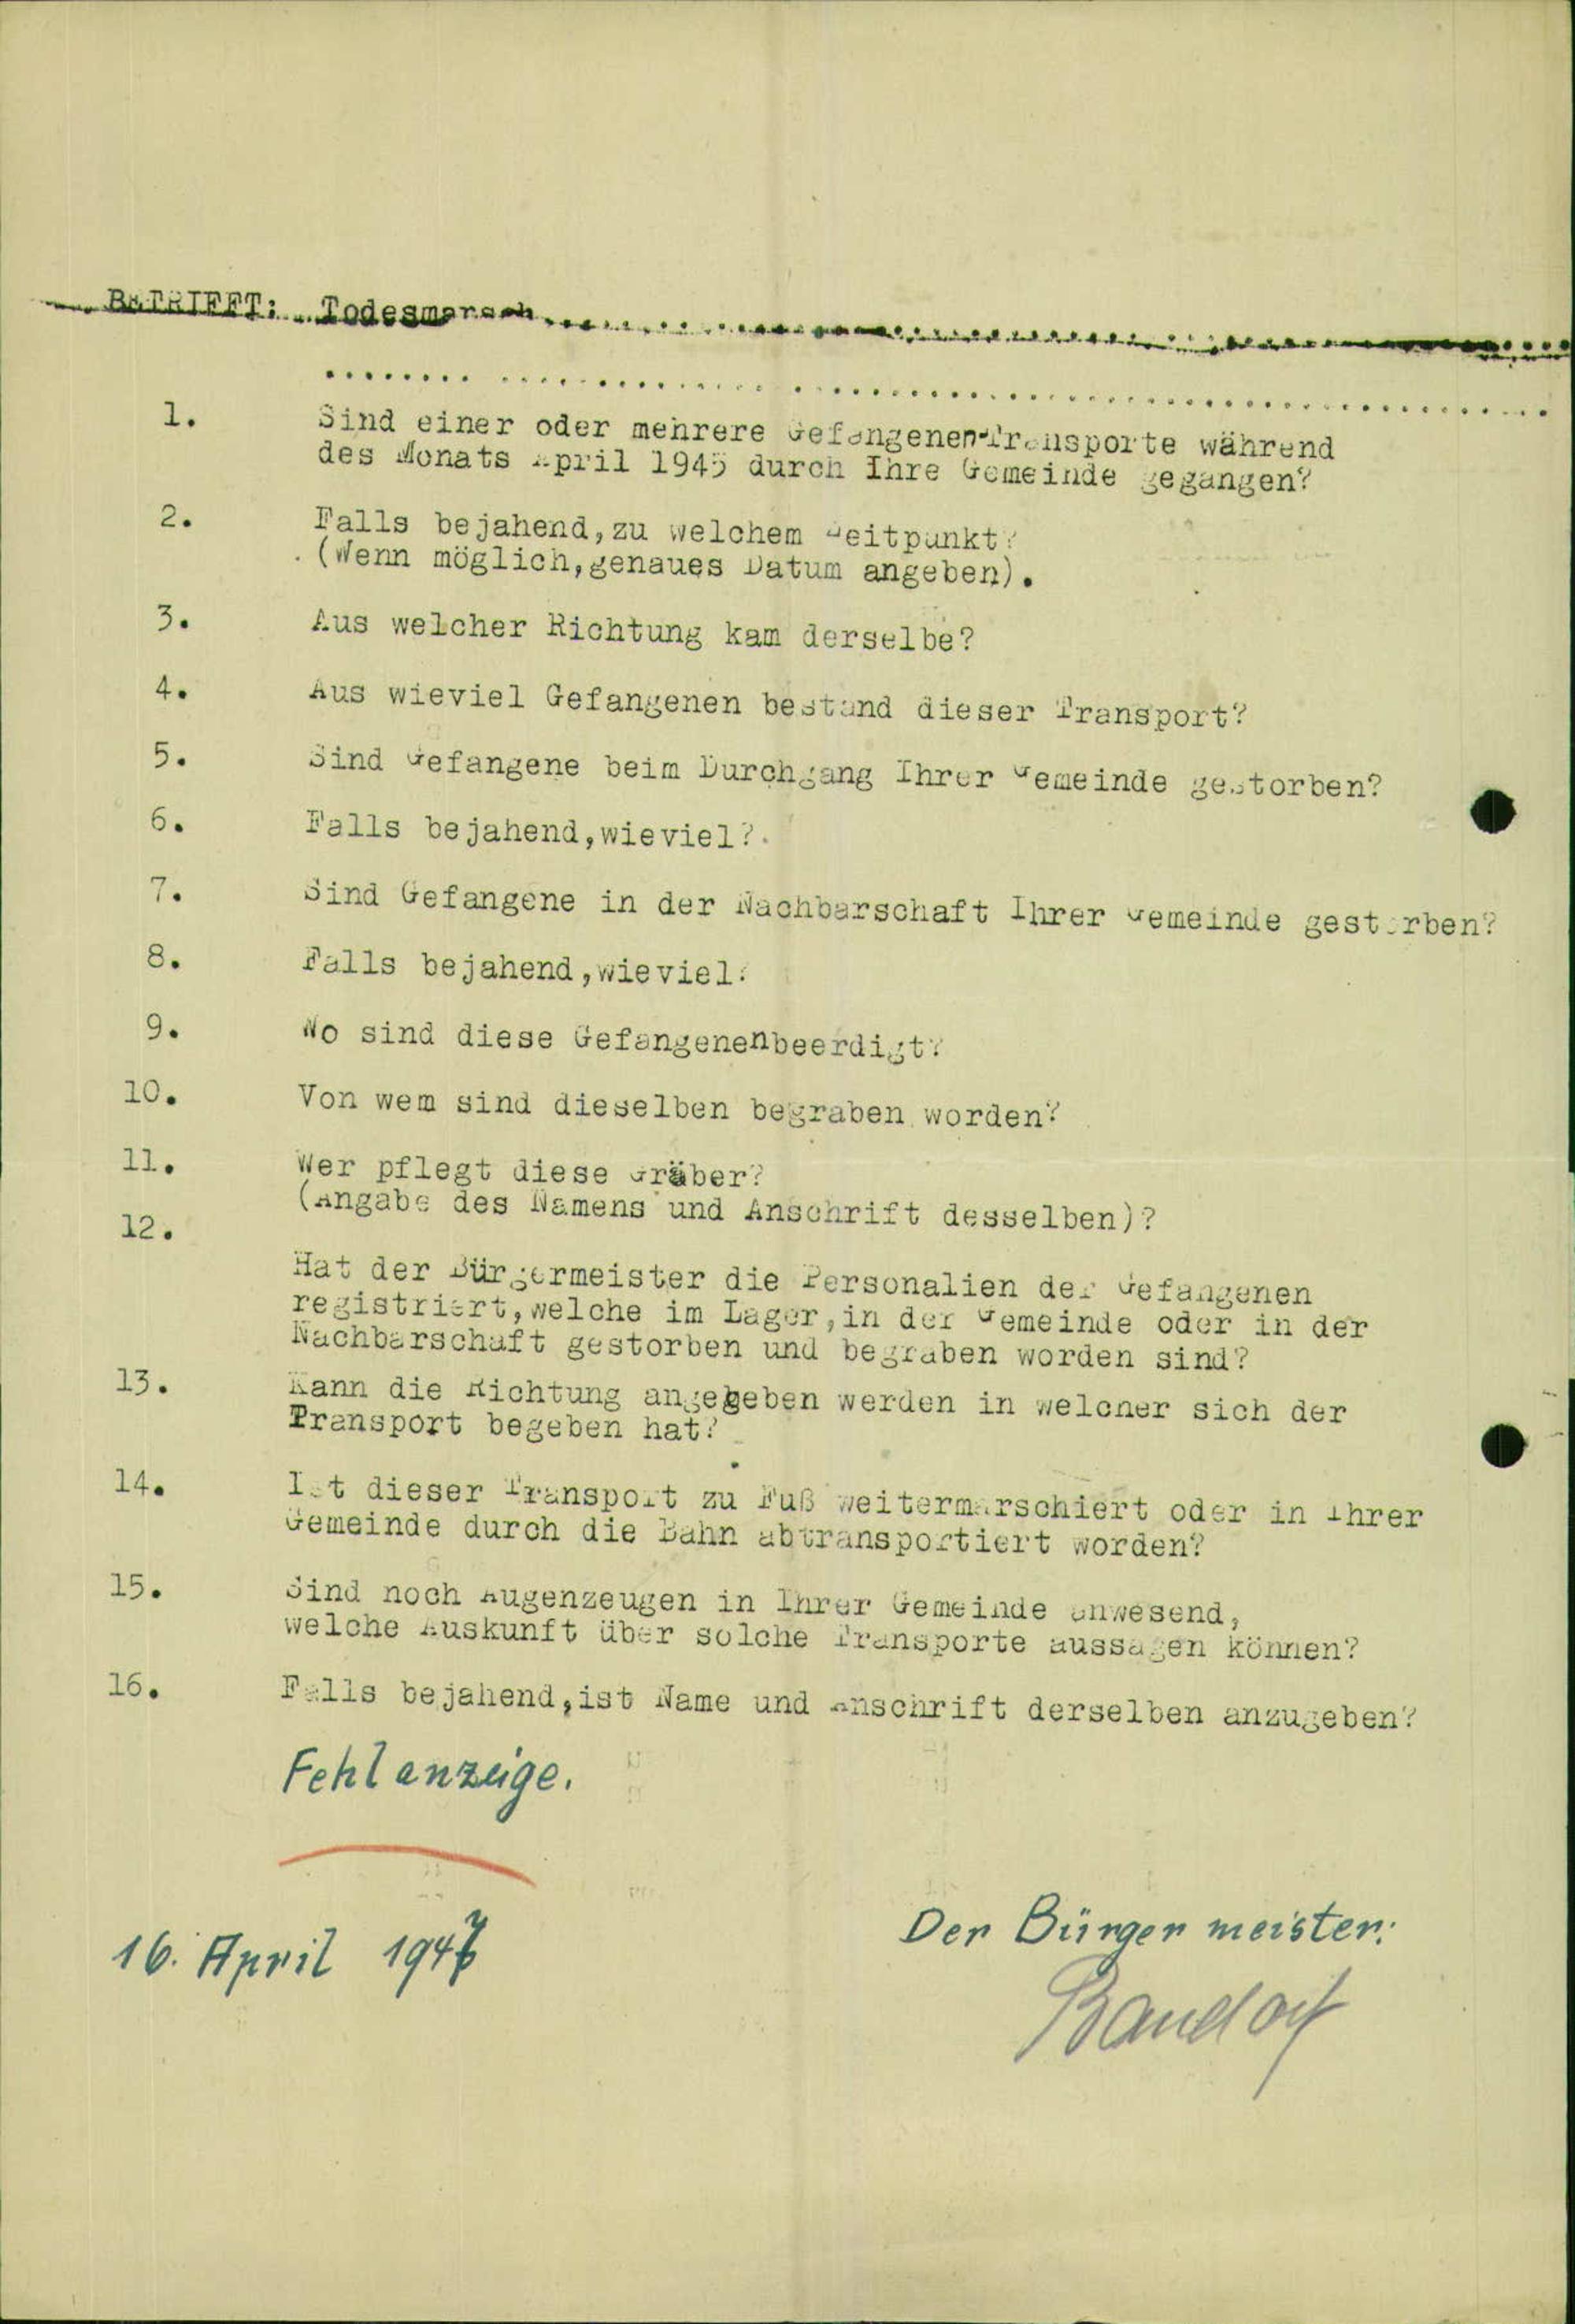 BETRIFFT: Todesmarsch
1. Sind einer oder mehrere Gefangenen-Transporte während
des Monats April 1945 durch Ihre Gemeinde gegangen?
2. Falls bejahend,zu welchem Zeitpunkt?
(Wenn möglich,genaues Datum angeben).
3. Aus welcher Richtung kam derselbe?
4. Aus wieviel Gefangenen bestand dieser Transport?
5. Sind Gefangene beim Durchgang Ihrer Gemeinde gestorben?
6. Falls bejahend,wieviel?.
7. Sind Gefangene in der Nachbarschaft Ihrer Gemeinde gestorben?
8. Falls bejahend,wieviel?
9. Wo sind diese Gefangenenbeerdigt?
10. Von wem sind dieselben begraben worden?
11. Wer pflegt diese Gräber?
(Angabe des Namens und Anschrift desselben)?
12.
Hat der Bürgermeister die Personalien der Gefangenen
registriert,welche im Lager,in der Gemeinde oder in der
Nachbarschaft gestorben und begraben worden sind?
13. Kann die Richtung angegeben werden in welcher sich der
Transport begeben hat?
14. Ist dieser Transport zu Fuß weitermarschiert oder in Ihrer
Gemeinde durch die Bahn abtransportiert worden?
15. Sind noch Augenzeugen in Ihrer Gemeinde anwesend,
welche Auskunft über solche Transporte aussagen können?
16. Falls bejahend,ist Name und Anschrift derselben anzugeben?
Fehlanzeige.
Der Bürgermeister:
16. April 1947